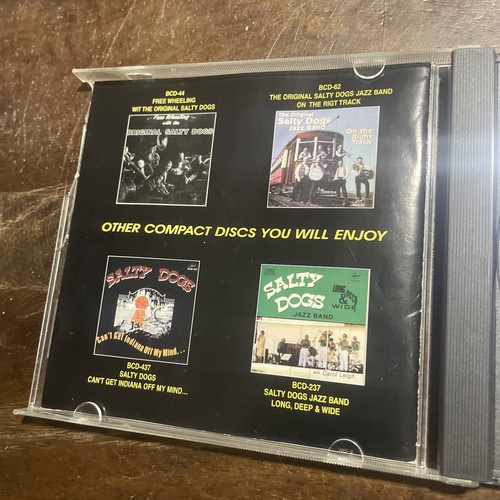 BCD-44
FREE WHEELING
WIT THE ORIGINAL SALTY DOGS
Free Wheeling
with the
ORIGINAL SALTY DOGS
BCD-62
THE ORIGINAL SALTY DOGS JAZZ BAND
ON THE RIGT TRACK
The Original
Salty Dogs
Jazz Band
On the
Right
Track
OTHER COMPACT DISCS YOU WILL ENJOY
SALTY DOGS
Can't Get Indiana Off My Mind...
BCD-437
SALTY DOGS
CAN'T GET INDIANA OFF MY MIND...
SALTY
DOGS
JAZZ BAND
LONG
DEEP
& WIDE
with Carol Leigh
BCD-237
SALTY DOGS JAZZ BAND
LONG, DEEP & WIDE